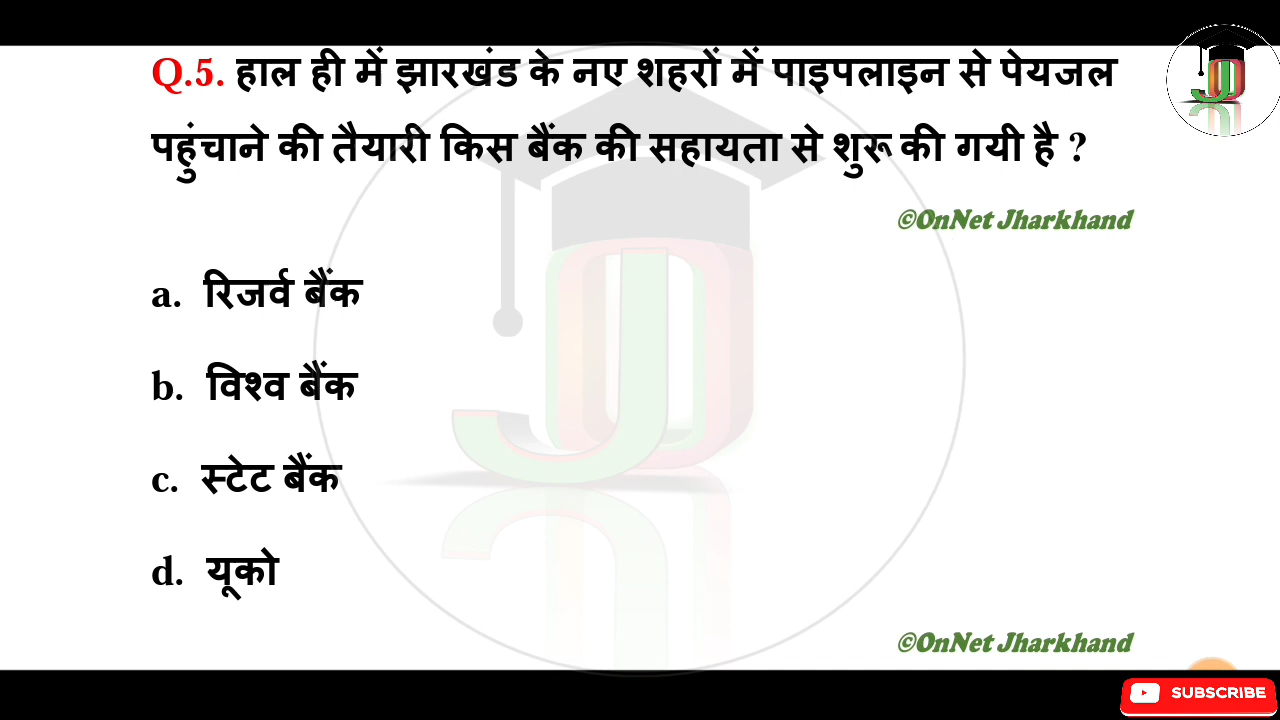 Q.5. हाल ही में झारखंड के नए शहरों में पाइपलाइन से पेयजल
पहुंचाने की तैयारी किस बैंक की सहायता से शुरू की गयी है ?
©OnNet Jharkhand
a. रिजर्व बैंक
b. विश्व बैंक
c. स्टेट बैंक
d. यूको
©OnNet Jharkhand
SUBSCRIBE